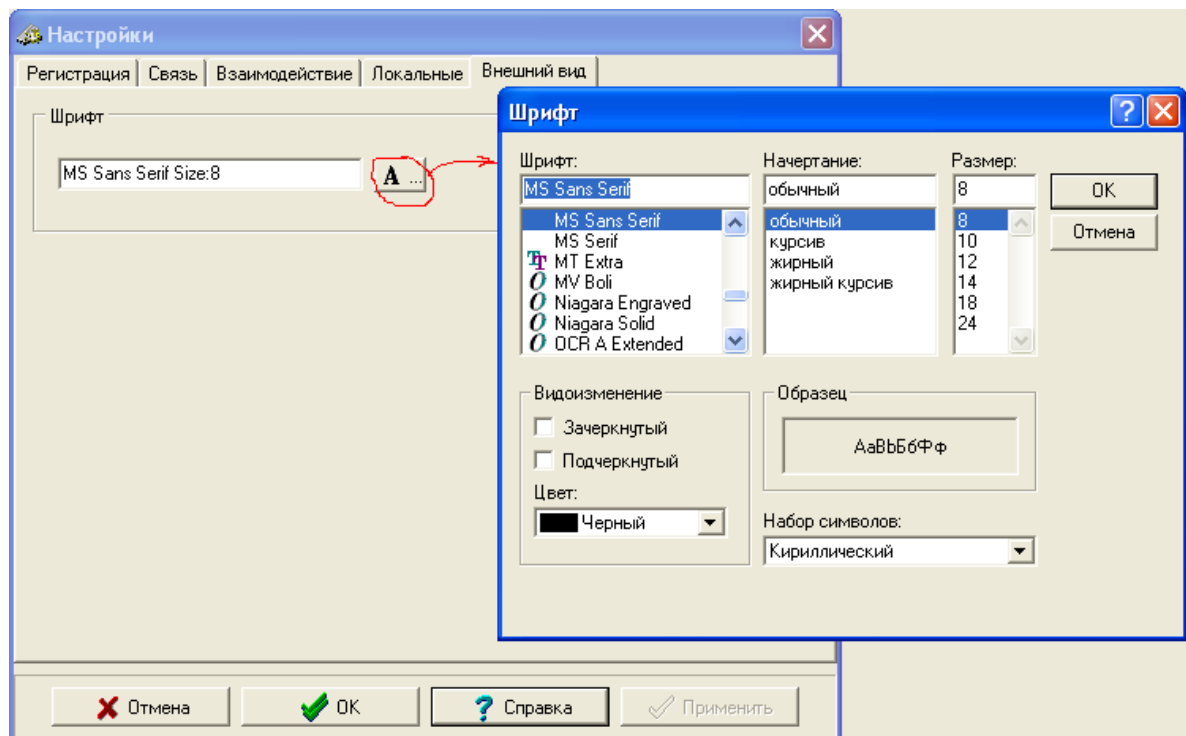 Настройки
Регистрация Связь Взаимодействие Локальные Внешний вид
Шрифт
MS Sans Serif Size:8
A ...
Шрифт
Шрифт:
MS Sans Serif
MS Sans Serif
MS Serif
MT Extra
MV Boli
Niagara Engraved
Niagara Solid
OCR A Extended
Начертание:
обычный
обычный
курсив
жирный
жирный курсив
Размер:
8
8
10
12
14
18
24
OK
Отмена
Видоизменение
Зачеркнутый
Подчеркнутый
Цвет:
Черный
Образец
АаВbБбФф
Набор символов:
Кириллический
Отмена
OK
Справка
Применить